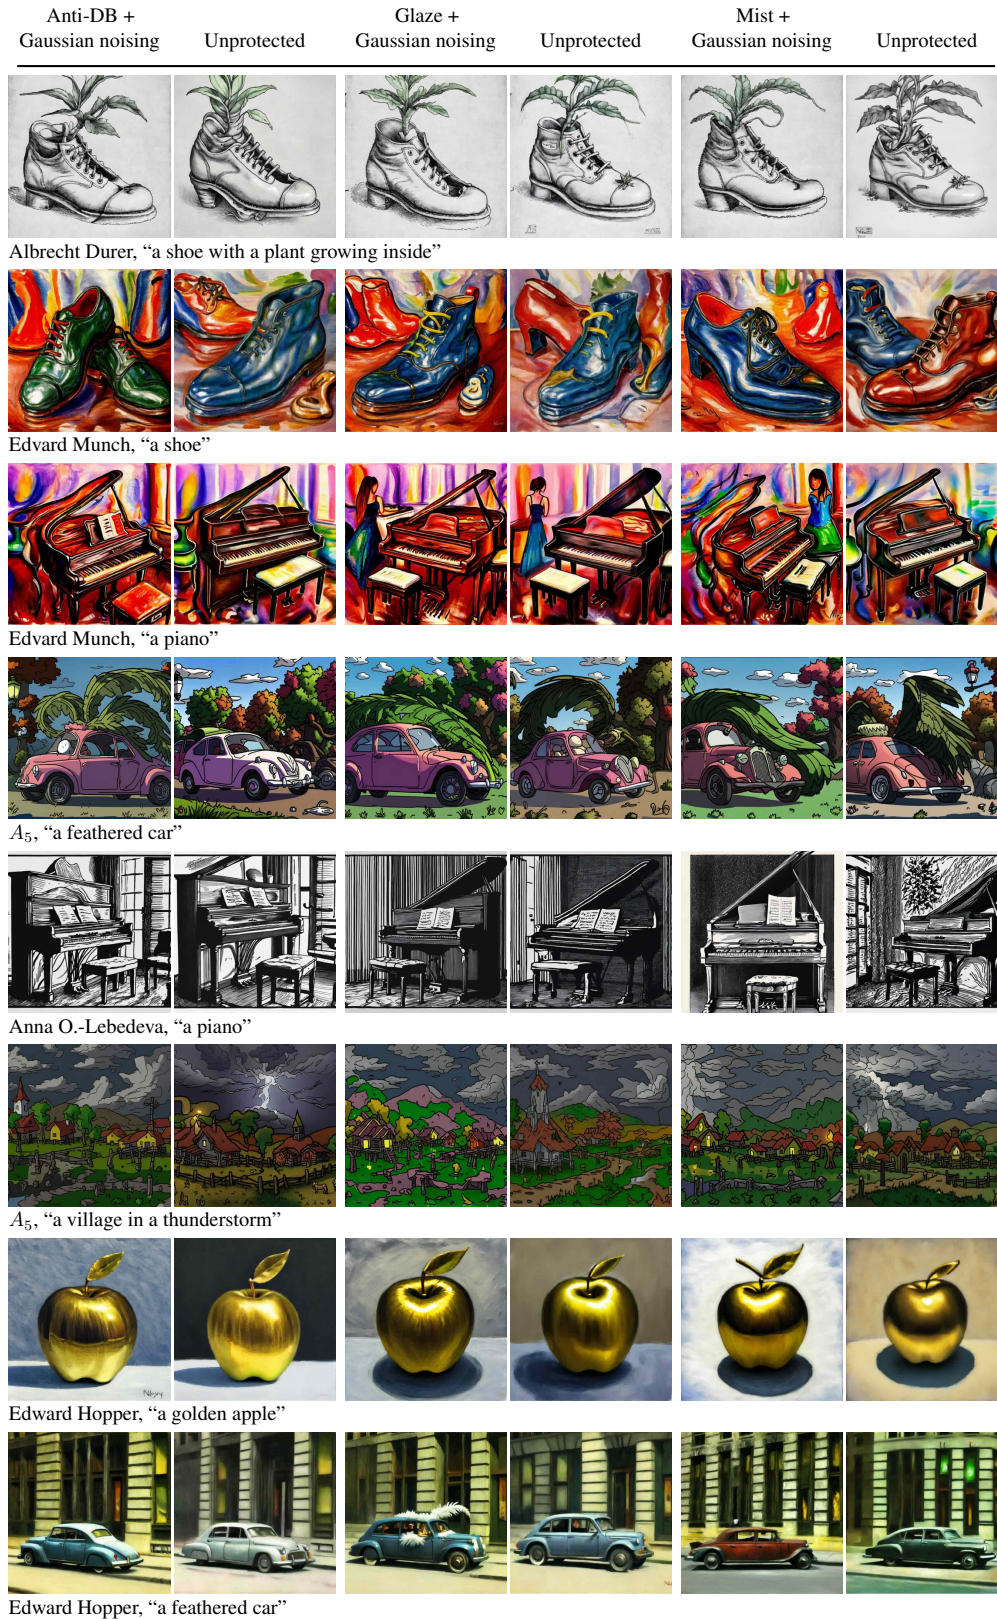 Anti-DB +
Gaussian noising
Unprotected
Glaze +
Gaussian noising
Unprotected
Mist +
Gaussian noising
Unprotected
Albrecht Durer, “a shoe with a plant growing inside”
Edvard Munch, “a shoe”
Edvard Munch, “a piano”
A₅, “a feathered car”
Anna O.-Lebedeva, “a piano”
A₅, “a village in a thunderstorm”
Edward Hopper, “a golden apple”
Edward Hopper, “a feathered car”